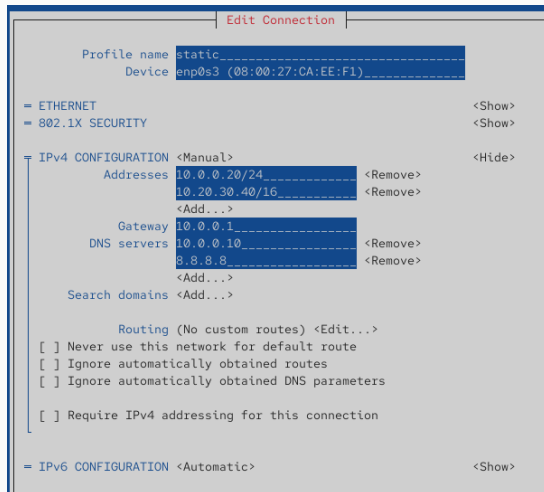 Edit Connection
Profile name static
Device enp0s3 (08:00:27:CA:EE:F1)
= ETHERNET <Show>
= 802.1X SECURITY <Show>
IPv4 CONFIGURATION <Manual> <Hide>
Addresses 10.0.0.20/24 <Remove>
10.20.30.40/16 <Remove>
<Add...>
Gateway 10.0.0.1
DNS servers 10.0.0.10 <Remove>
8.8.8.8 <Remove>
<Add...>
Search domains <Add...>
Routing (No custom routes) <Edit...>
[ ] Never use this network for default route
[ ] Ignore automatically obtained routes
[ ] Ignore automatically obtained DNS parameters
[ ] Require IPv4 addressing for this connection
= IPv6 CONFIGURATION <Automatic> <Show>